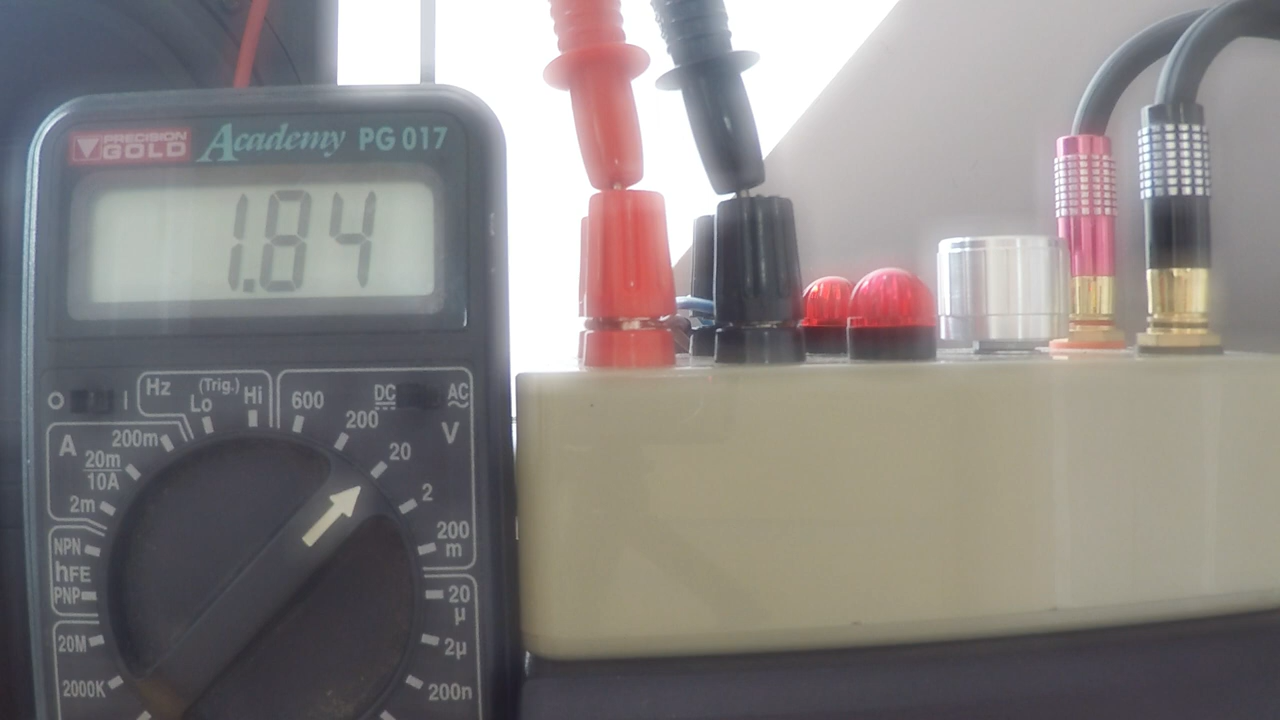 PRECISION
GOLD
Academy PG 017
1.84
O
I
Hz
(Trig.)
Lo
Hi
600
DC
AC
200
V
20
2
200
m
A
200m
20m
10A
2m
NPN
hFE
PNP
20M
2000K
20
μ
2μ
200n